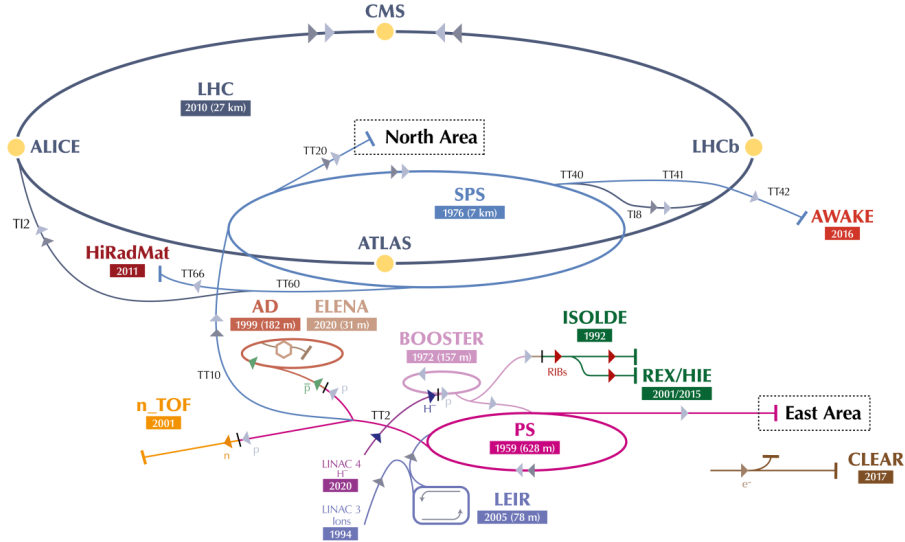 CMS
LHC
2010 (27 km)
North Area
TT20
ALICE
LHCb
TT40
TT41
TT42
SPS
1976 (7 km)
TI8
AWAKE
2016
TI2
ATLAS
HiRadMat
2011
TT66
TT60
AD
1999 (182 m)
ELENA
2020 (31 m)
ISOLDE
1992
BOOSTER
1972 (157 m)
RIBs
REX/HIE
2001/2015
TT10
p̅
p
H⁻
p
TT2
n_TOF
2001
East Area
n
p
PS
1959 (628 m)
LINAC 4
H⁻
2020
CLEAR
2017
e⁻
LEIR
2005 (78 m)
LINAC 3
Ions
1994